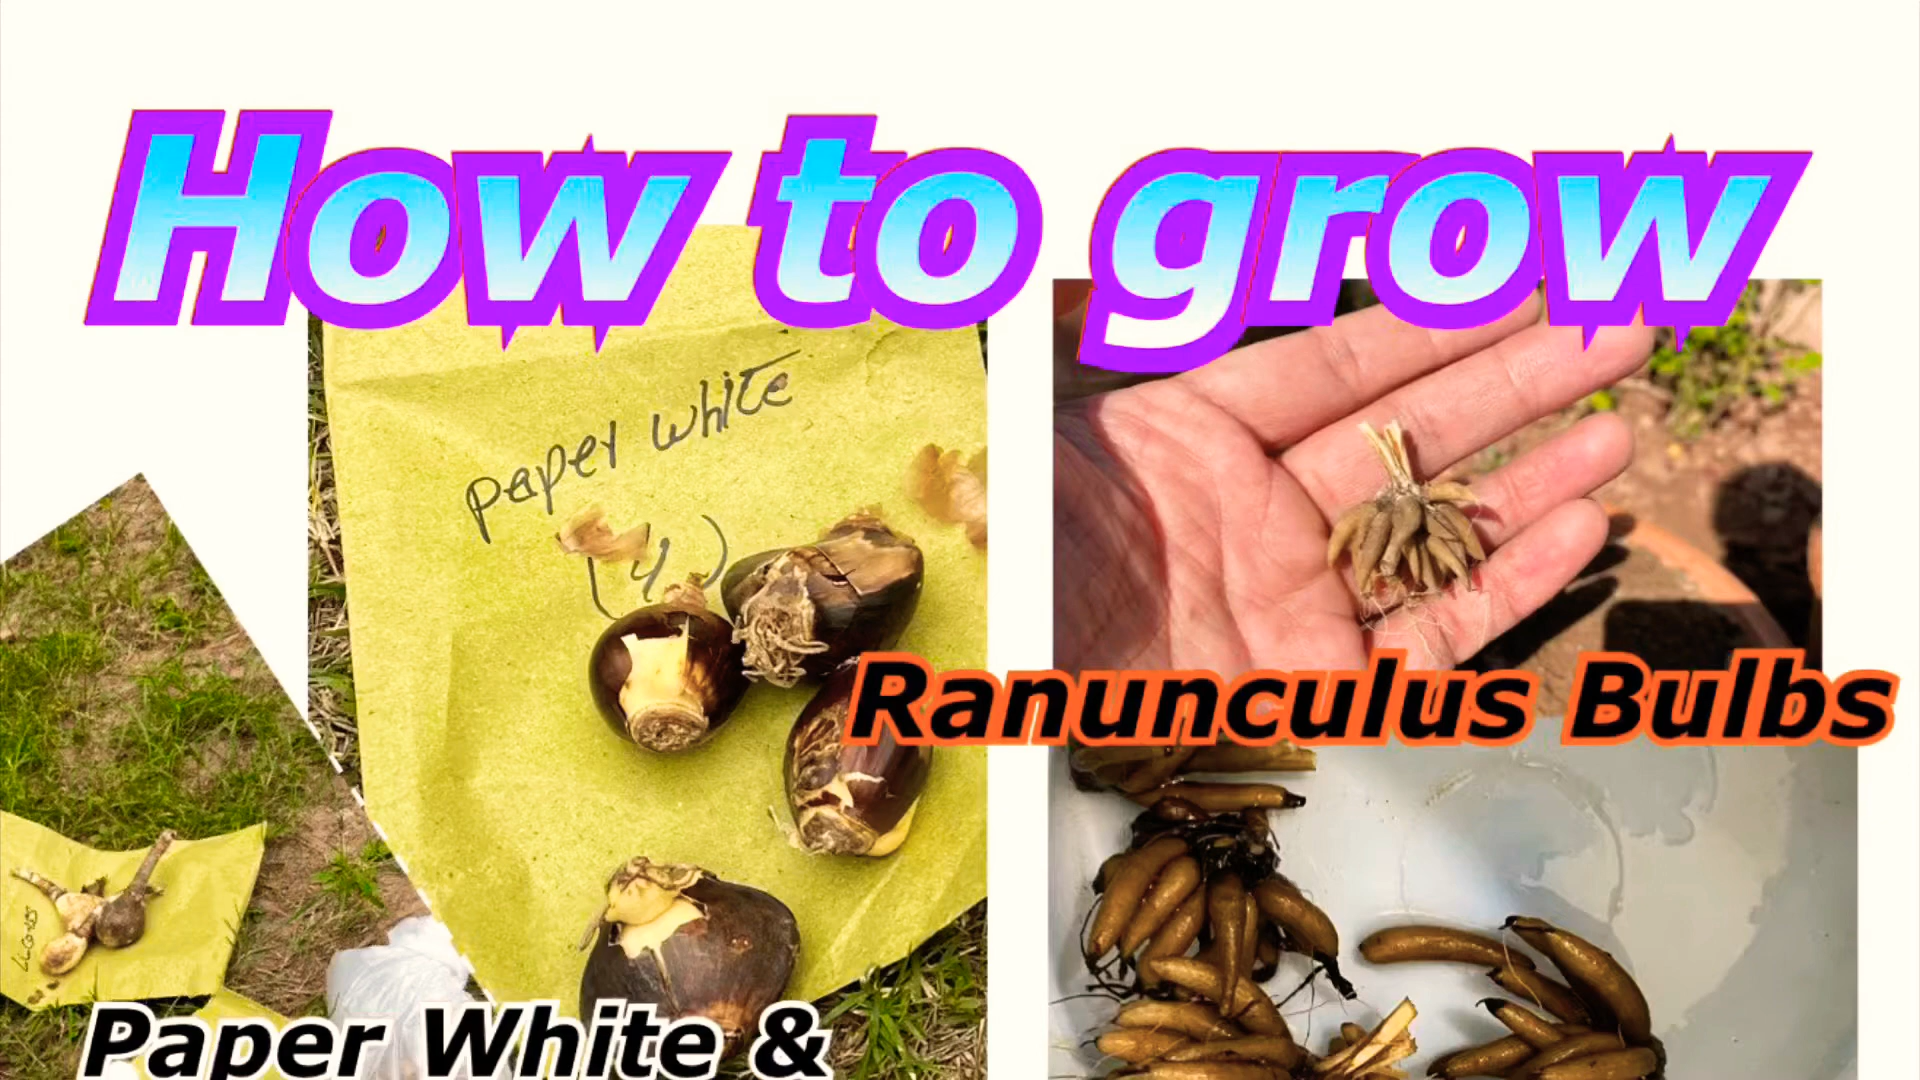 How to grow
paper white
(4)
Ranunculus Bulbs
Paper White &